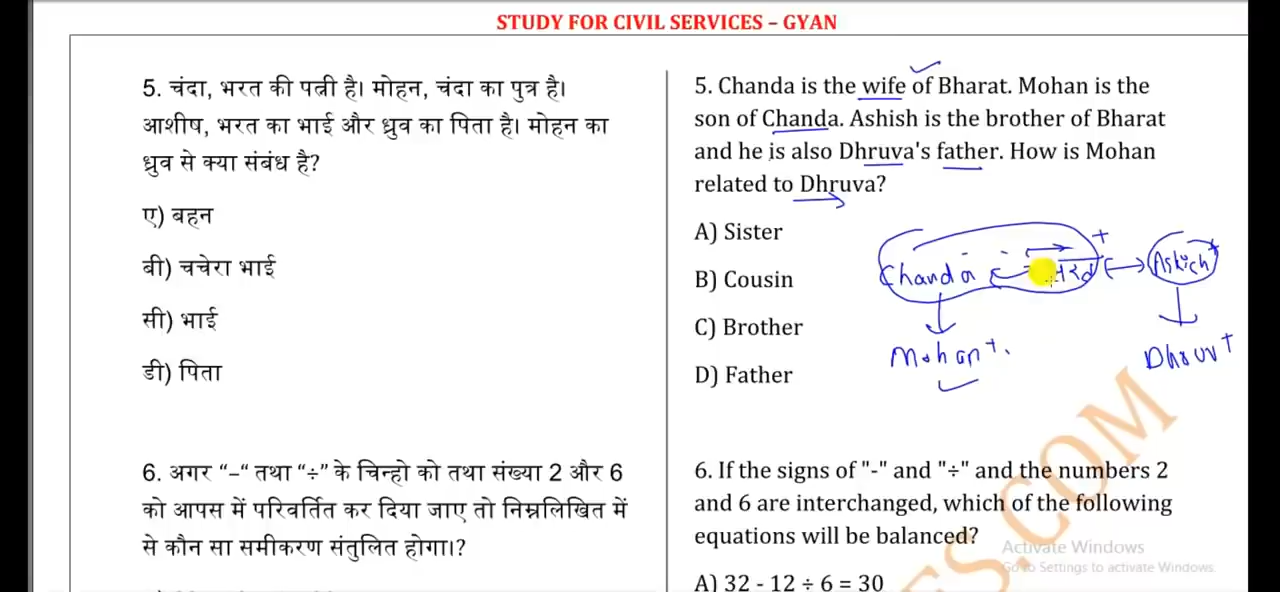 STUDY FOR CIVIL SERVICES – GYAN
5. चंदा, भरत की पत्नी है। मोहन, चंदा का पुत्र है।
आशीष, भरत का भाई और ध्रुव का पिता है। मोहन का
ध्रुव से क्या संबंध है?
ए) बहन
बी) चचेरा भाई
सी) भाई
डी) पिता
6. अगर “–“ तथा “÷” के चिन्हो को तथा संख्या 2 और 6
को आपस में परिवर्तित कर दिया जाए तो निम्नलिखित में
से कौन सा समीकरण संतुलित होगा।?
5. Chanda is the wife of Bharat. Mohan is the
son of Chanda. Ashish is the brother of Bharat
and he is also Dhruva's father. How is Mohan
related to Dhruva?
A) Sister
B) Cousin
C) Brother
D) Father
Chanda
Ashish +
Mohan +
Dhruv +
6. If the signs of "-" and "÷" and the numbers 2
and 6 are interchanged, which of the following
equations will be balanced?
A) 32 - 12 ÷ 6 = 30
Activate Windows
Go to Settings to activate Windows.